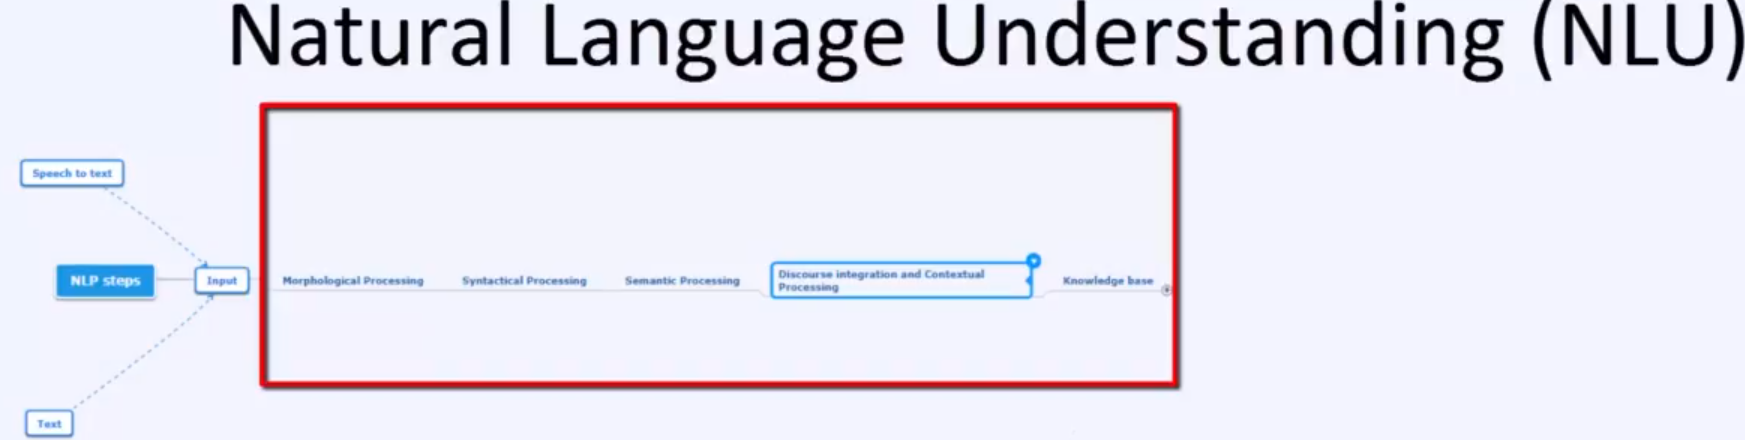 Natural Language Understanding (NLU)
Speech to text
NLP steps
Input
Morphological Processing
Syntactical Processing
Semantic Processing
Discourse integration and Contextual
Processing
Knowledge base
Text